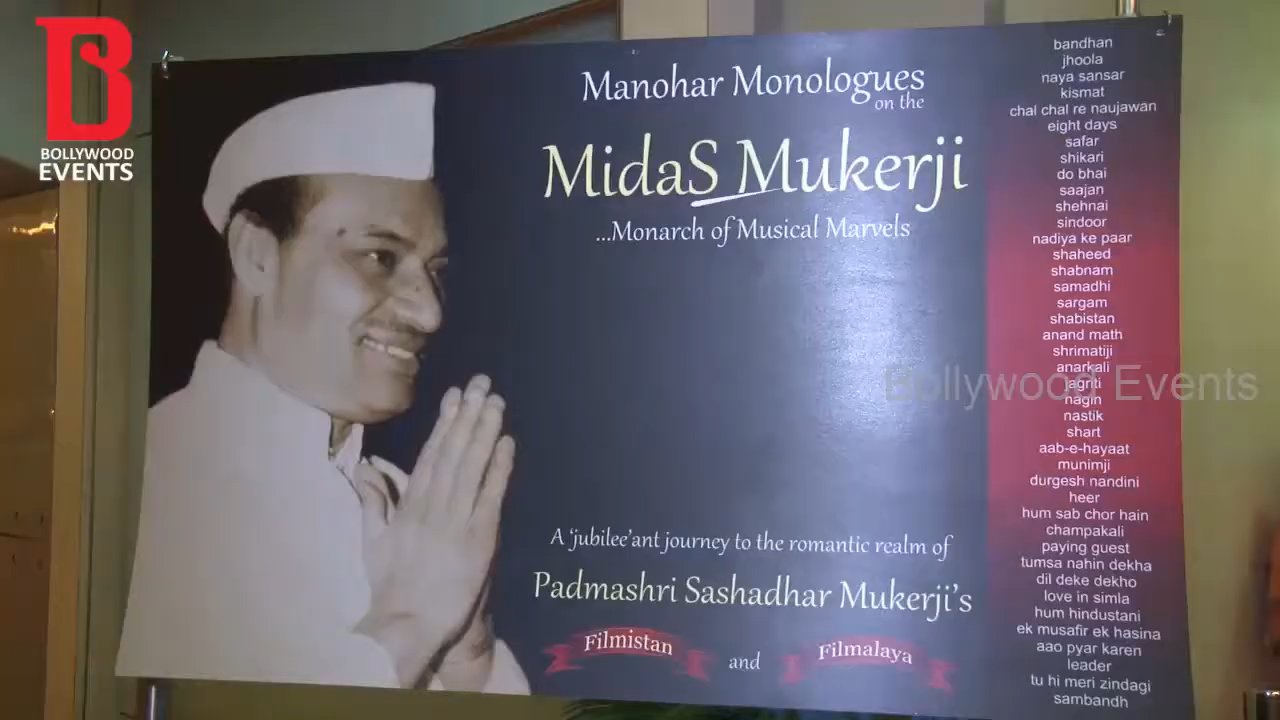 BOLLYWOOD
EVENTS
Manohar Monologues
on the
MidaS Mukerji
...Monarch of Musical Marvels
A 'jubilee'ant journey to the romantic realm of
Padmashri Sashadhar Mukerji's
Filmistan and Filmalaya
bandhan
jhoola
naya sansar
kismat
chal chal re naujawan
eight days
safar
shikari
do bhai
saajan
shehnai
sindoor
nadiya ke paar
shaheed
shabnam
samadhi
sargam
shabistan
anand math
shrimatiji
anarkali
jagriti
nagin
nastik
shart
aab-e-hayaat
munimji
durgesh nandini
heer
hum sab chor hain
champakali
paying guest
tumsa nahin dekha
dil deke dekho
love in simla
hum hindustani
ek musafir ek hasina
aao pyar karen
leader
tu hi meri zindagi
sambandh
Bollywood Events